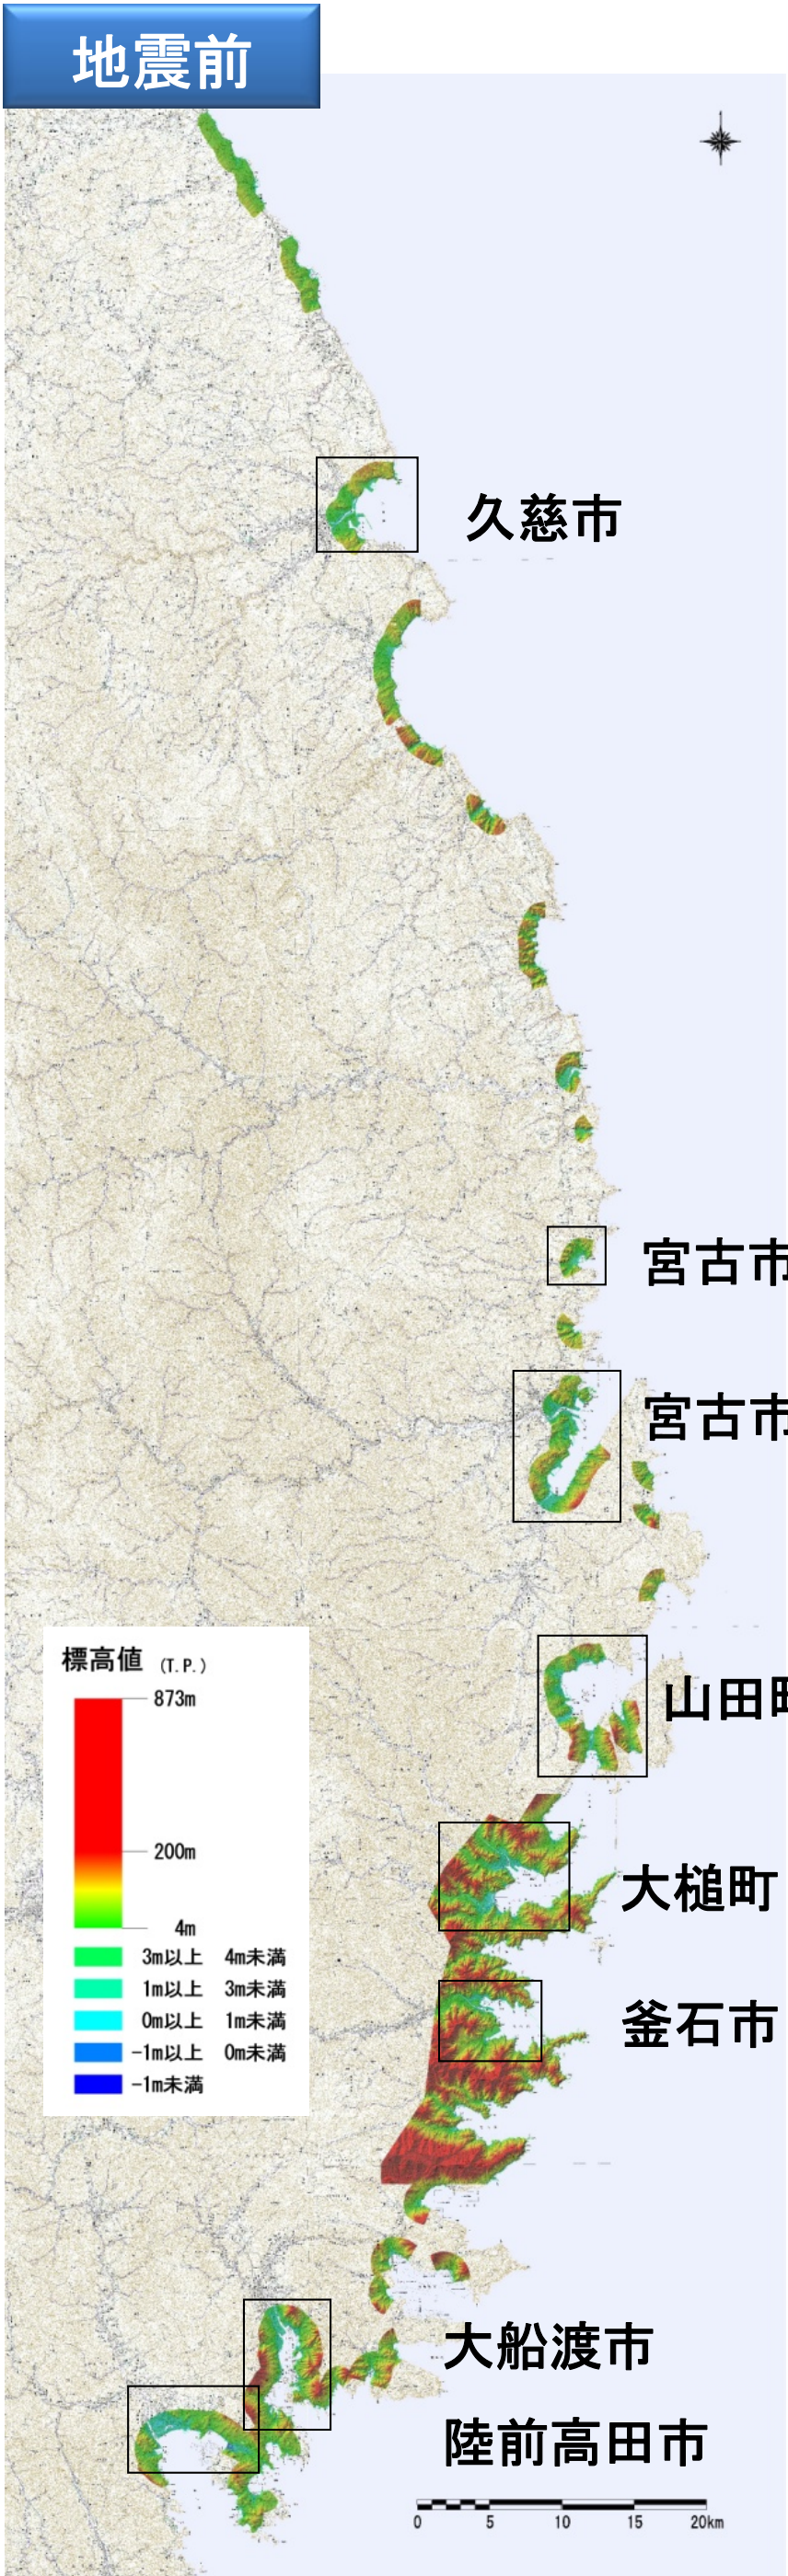 地震前
久慈市
宮古市
宮古市
標高値 (T.P.)
873m
200m
4m
3m以上 4m未満
1m以上 3m未満
0m以上 1m未満
-1m以上 0m未満
-1m未満
山田
大槌町
釜石市
大船渡市
陸前高田市
0 5 10 15 20km